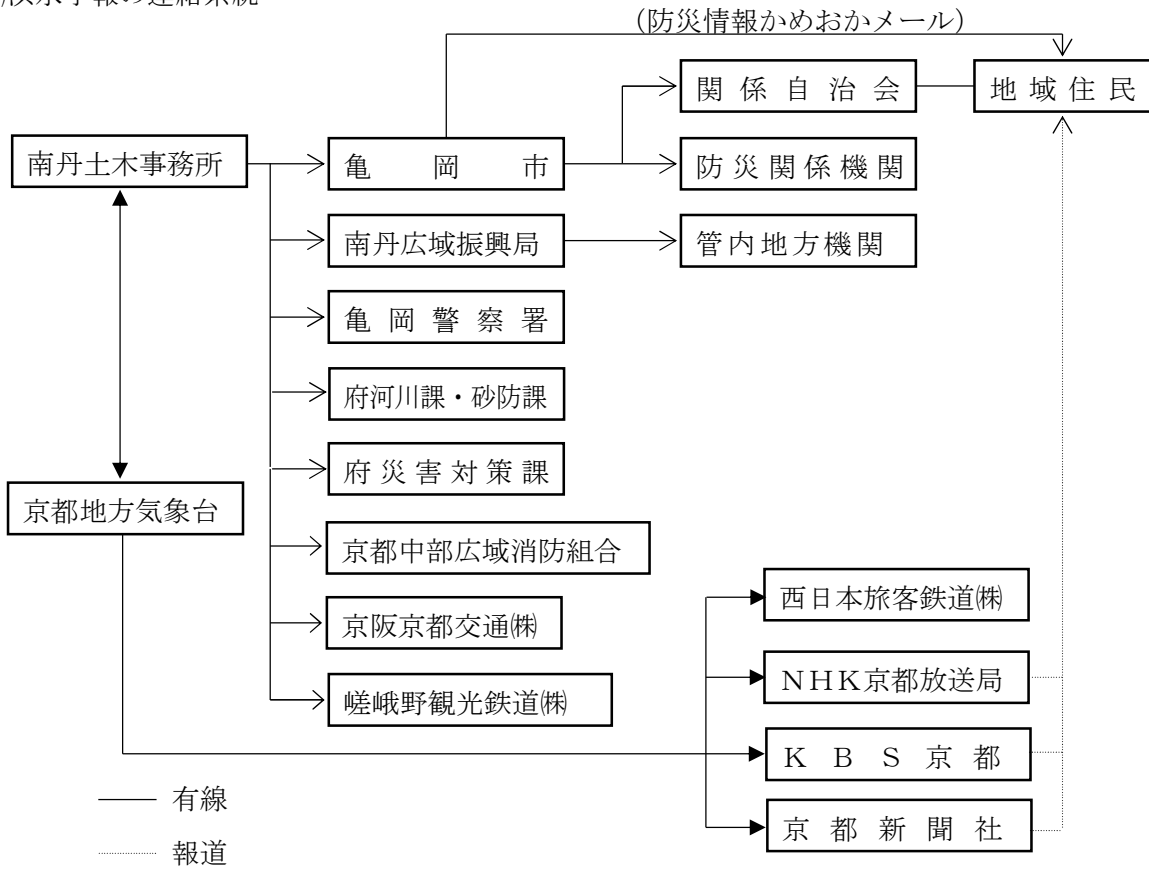 の連絡系統
（防災情報かめおかメール）
関係自治会
地域住民
南丹土木事務所
亀岡市
防災関係機関
南丹広域振興局
管内地方機関
亀岡警察署
府河川課・砂防課
府災害対策課
京都地方気象台
京都中部広域消防組合
西日本旅客鉄道㈱
京阪京都交通㈱
ＮＨＫ京都放送局
嵯峨野観光鉄道㈱
ＫＢＳ京都
有線
京都新聞社
報道